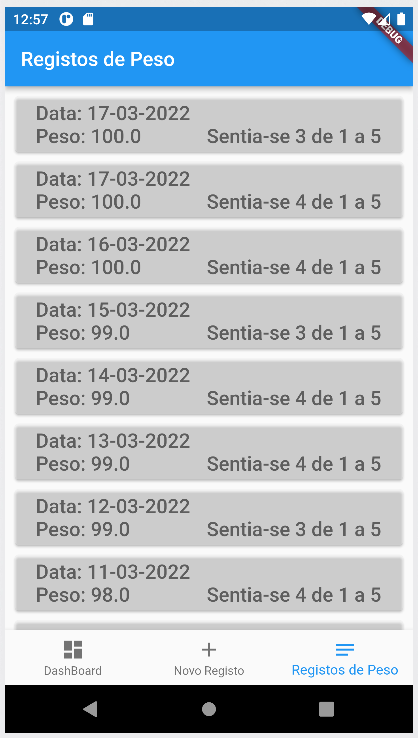 12:57
DEBUG
Registos de Peso
Data: 17-03-2022
Peso: 100.0 Sentia-se 3 de 1 a 5
Data: 17-03-2022
Peso: 100.0 Sentia-se 4 de 1 a 5
Data: 16-03-2022
Peso: 100.0 Sentia-se 4 de 1 a 5
Data: 15-03-2022
Peso: 99.0 Sentia-se 3 de 1 a 5
Data: 14-03-2022
Peso: 99.0 Sentia-se 4 de 1 a 5
Data: 13-03-2022
Peso: 99.0 Sentia-se 4 de 1 a 5
Data: 12-03-2022
Peso: 99.0 Sentia-se 3 de 1 a 5
Data: 11-03-2022
Peso: 98.0 Sentia-se 4 de 1 a 5
DashBoard Novo Registo Registos de Peso